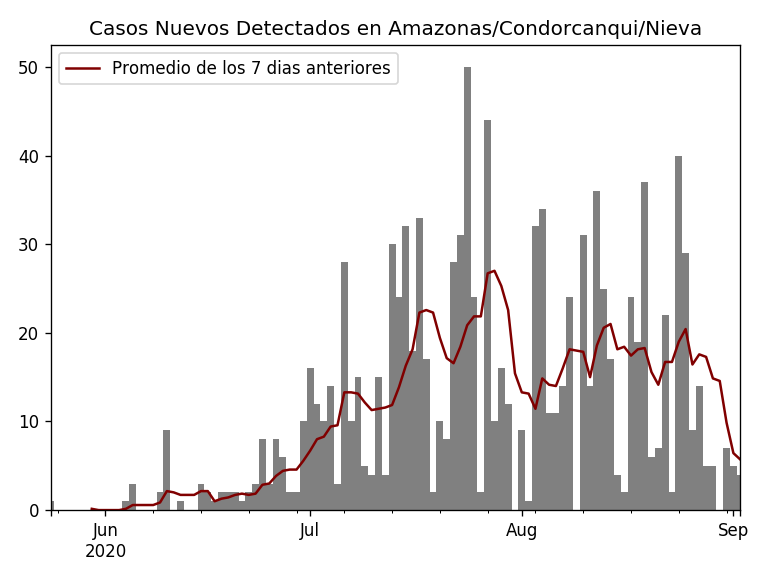 Casos Nuevos Detectados en Amazonas/Condorcanqui/Nieva
Promedio de los 7 dias anteriores
50
40
30
20
10
0
Jun
2020
Jul
Aug
Sep